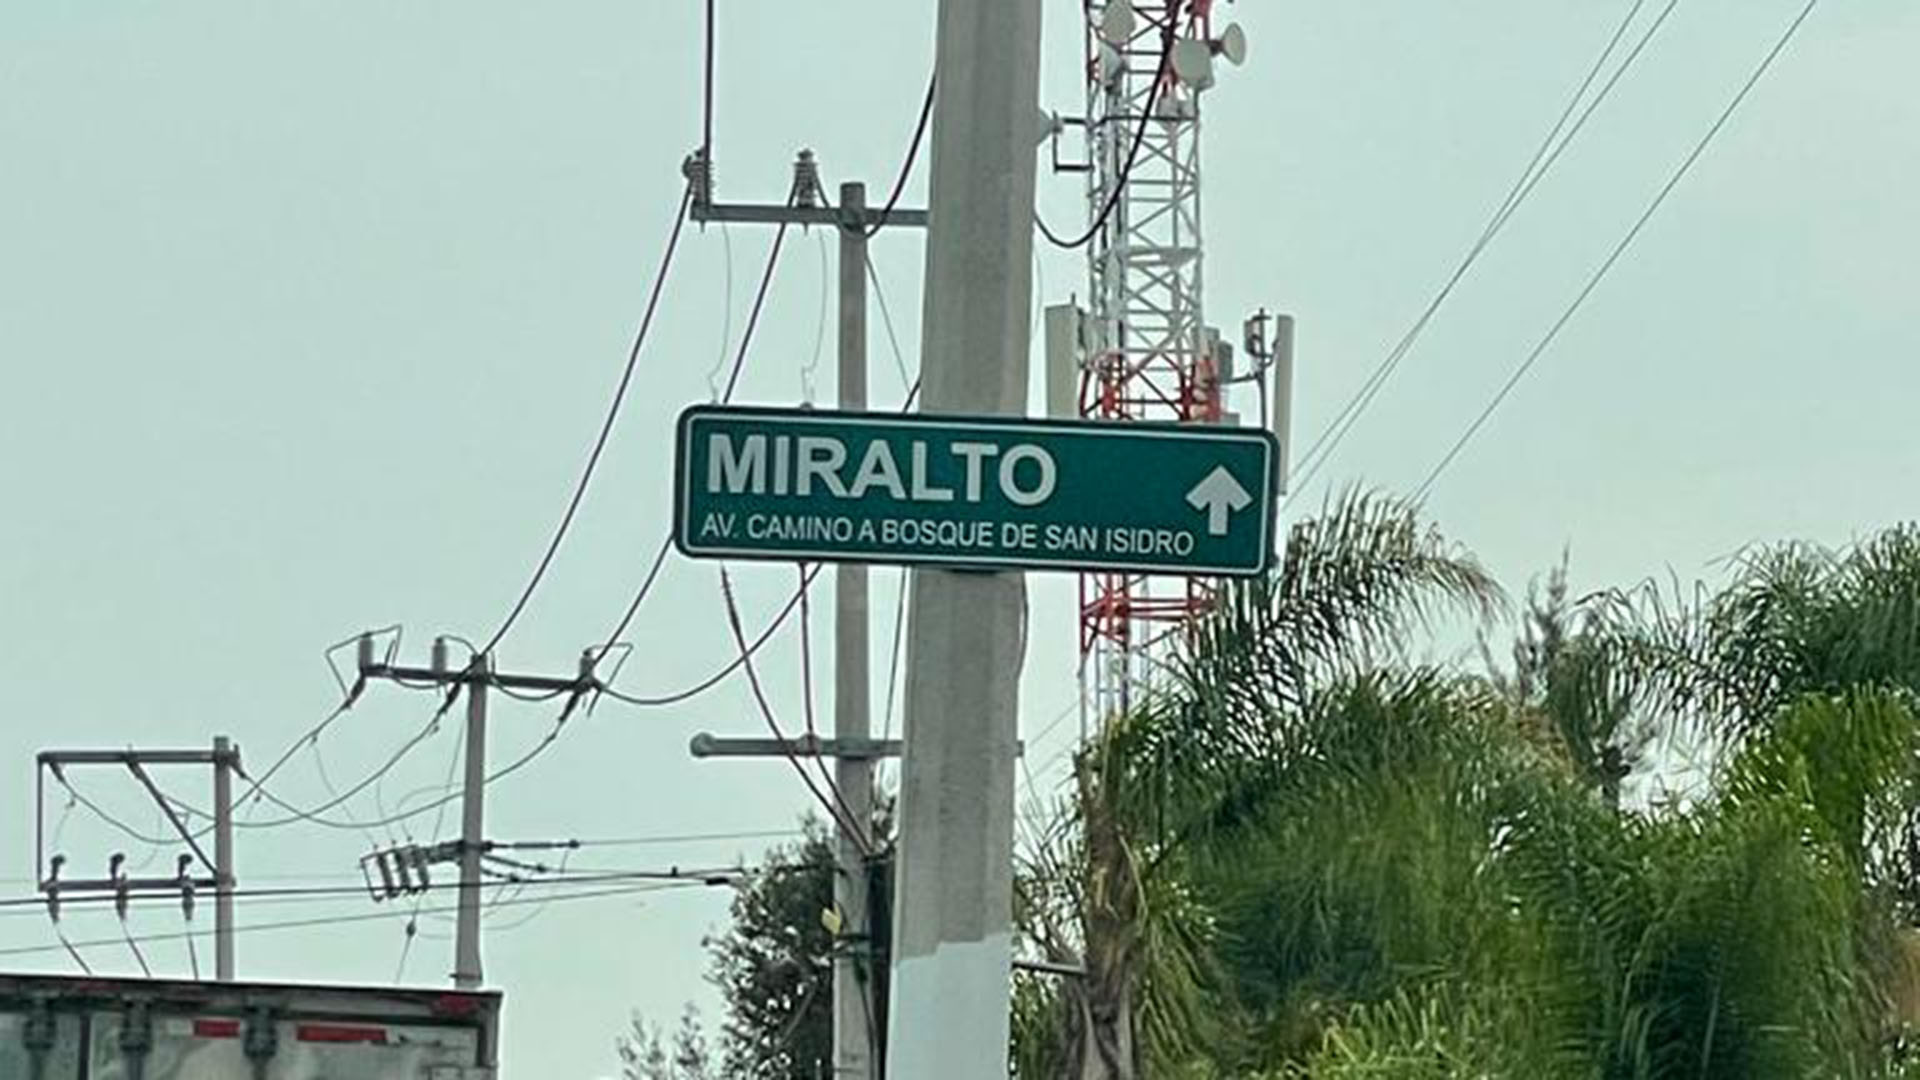 MIRALTO
AV. CAMINO A BOSQUE DE SAN ISIDRO